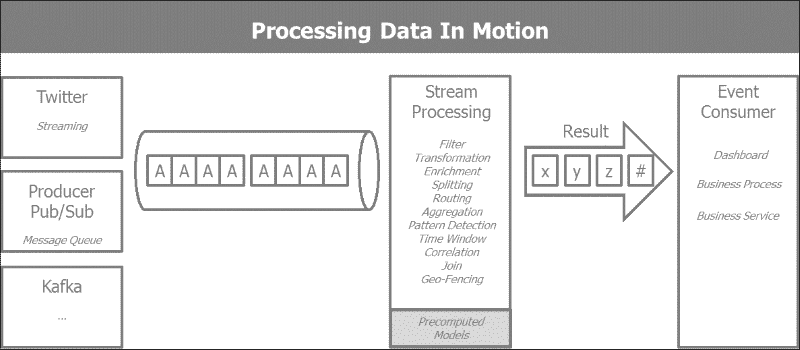 Processing Data In Motion
Twitter
Streaming
Producer
Pub/Sub
Message Queue
Kafka
...
A A A A A A A A
Stream
Processing
Filter
Transformation
Enrichment
Splitting
Routing
Aggregation
Pattern Detection
Time Window
Correlation
Join
Geo-Fencing
Precomputed
Models
Result
x y z #
Event
Consumer
Dashboard
Business Process
Business Service